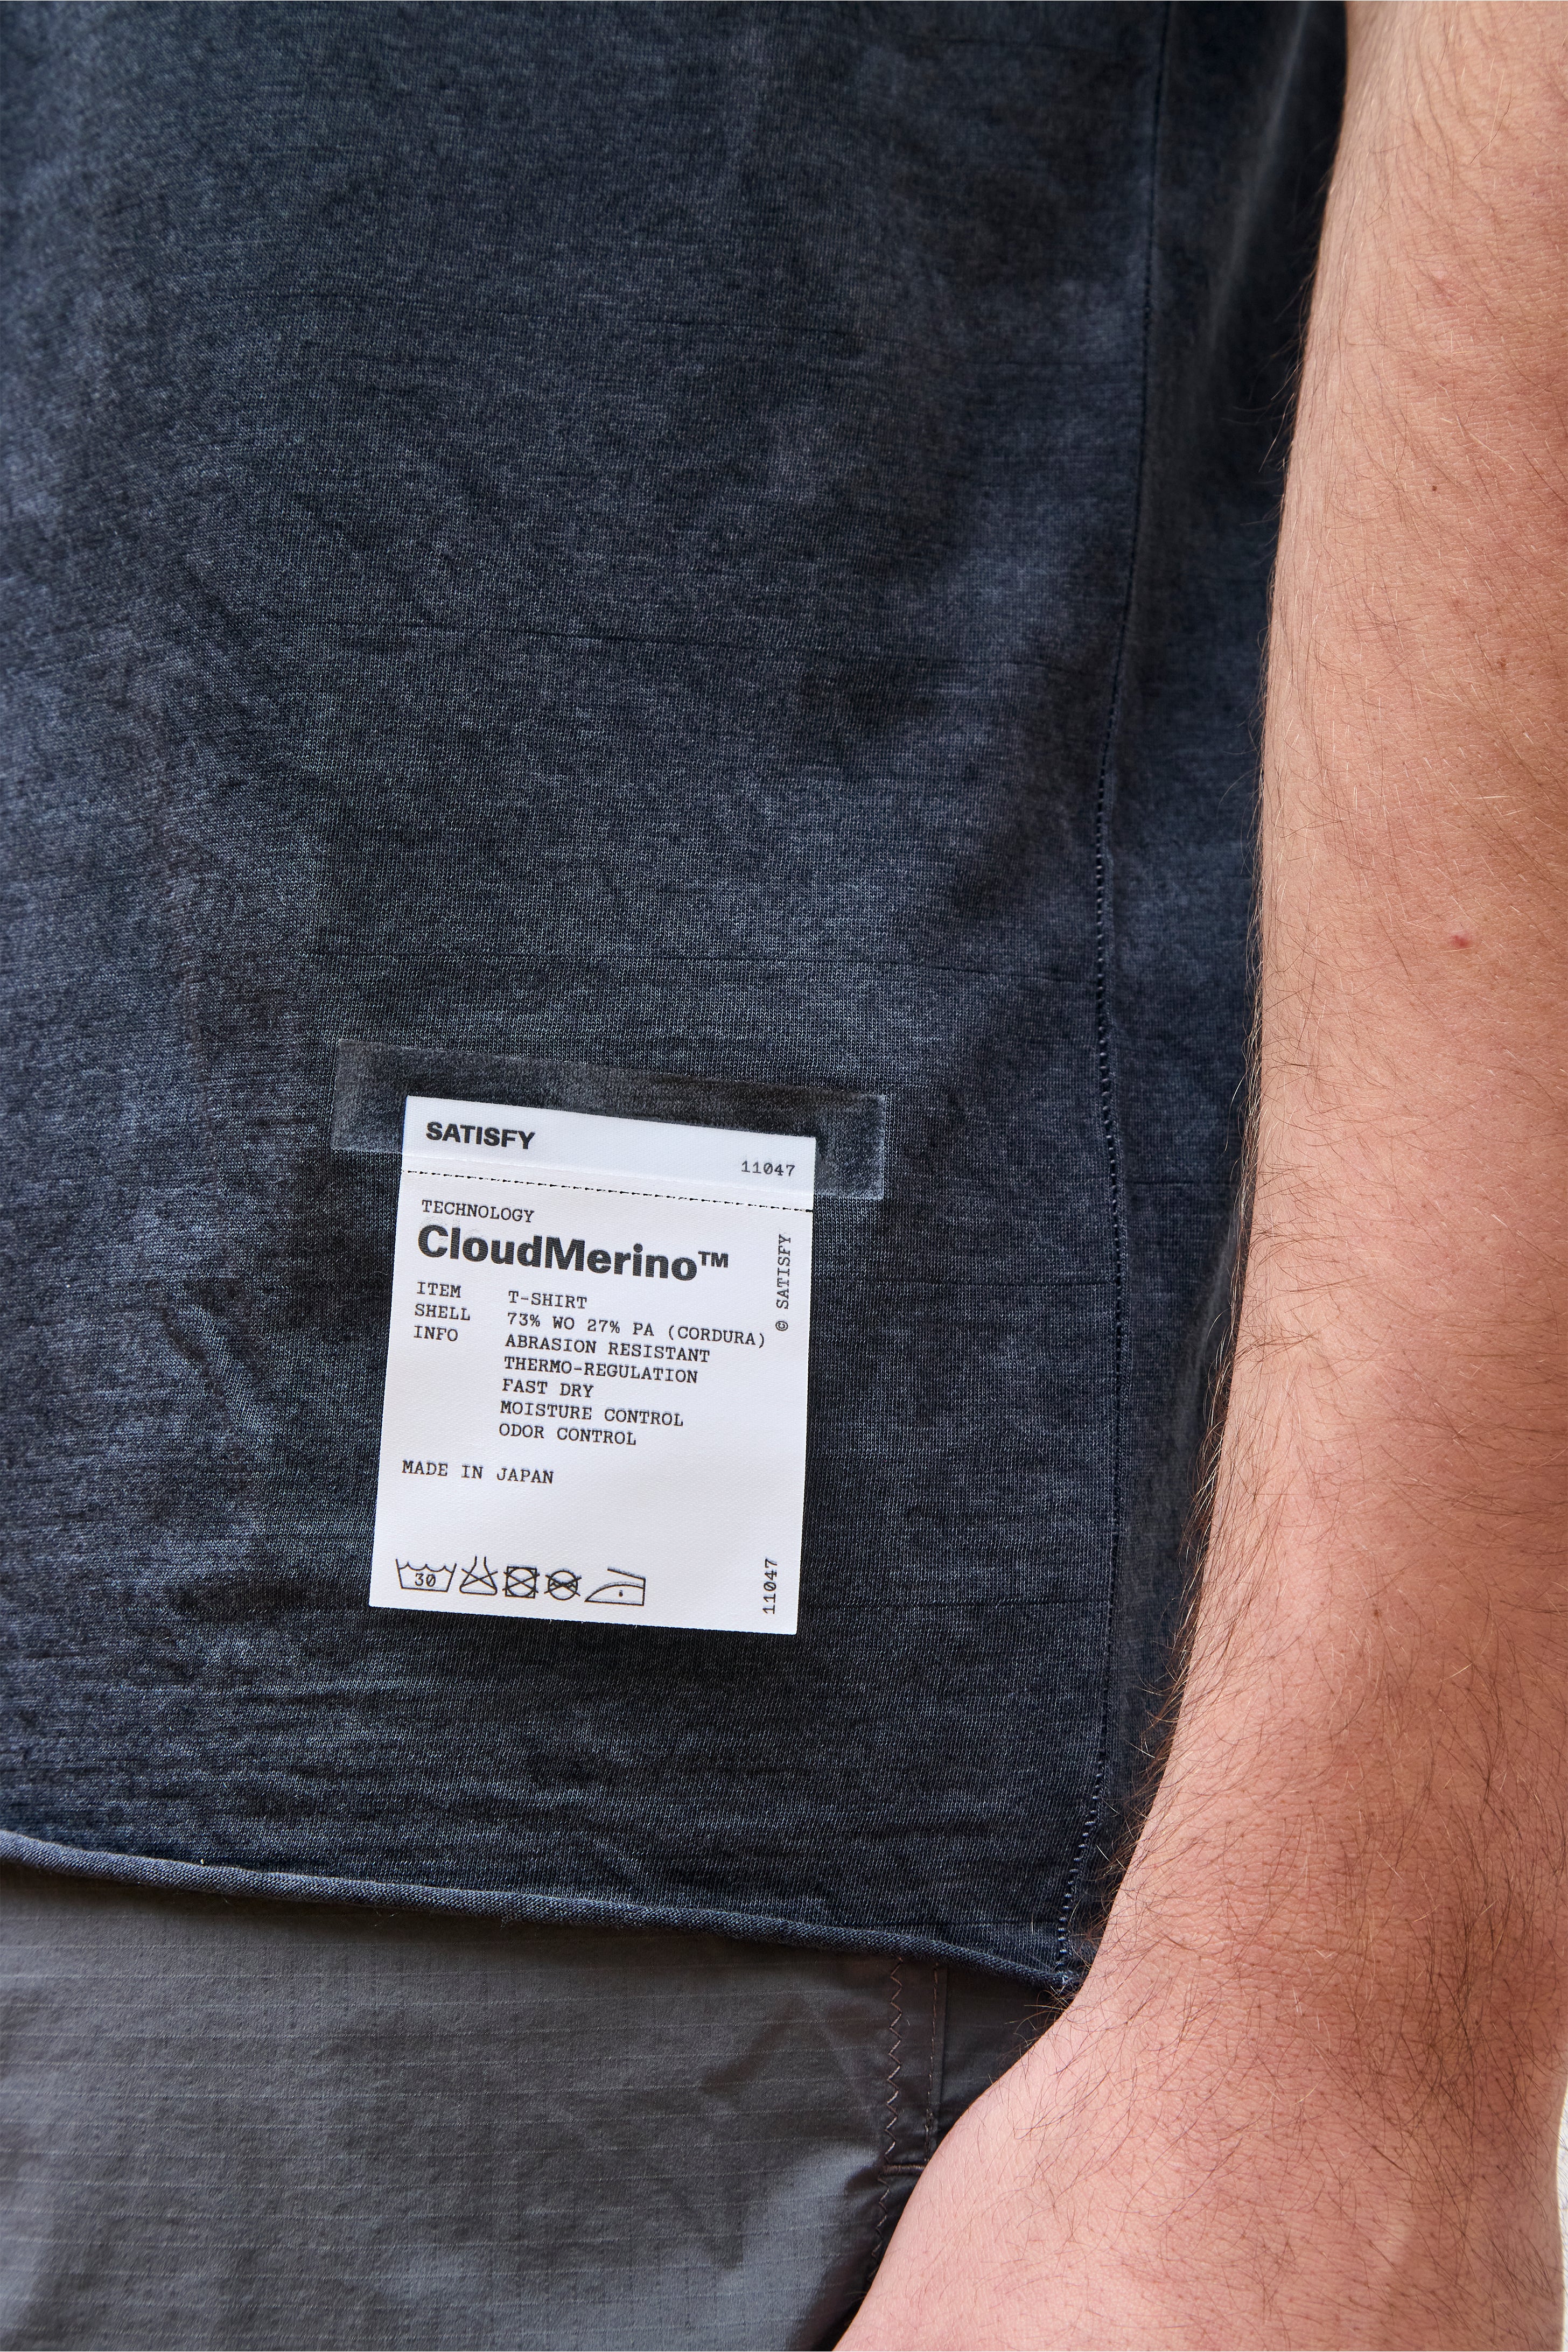 SATISFY
11047
TECHNOLOGY
CloudMerino™
ITEM T-SHIRT
SHELL 73% WO 27% PA (CORDURA)
INFO ABRASION RESISTANT
THERMO-REGULATION
FAST DRY
MOISTURE CONTROL
ODOR CONTROL
MADE IN JAPAN
30
© SATISFY
11047